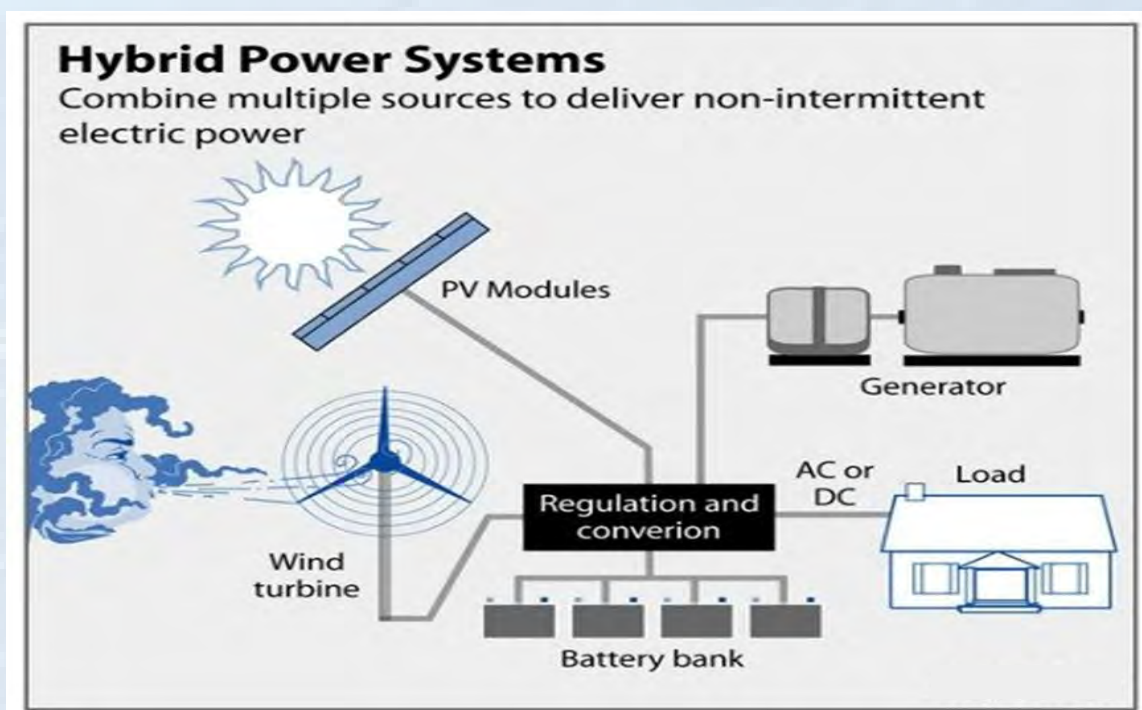 Hybrid Power Systems
Combine multiple sources to deliver non-intermittent
electric power
PV Modules
Generator
AC or
DC
Load
Regulation and
converion
Wind
turbine
Battery bank